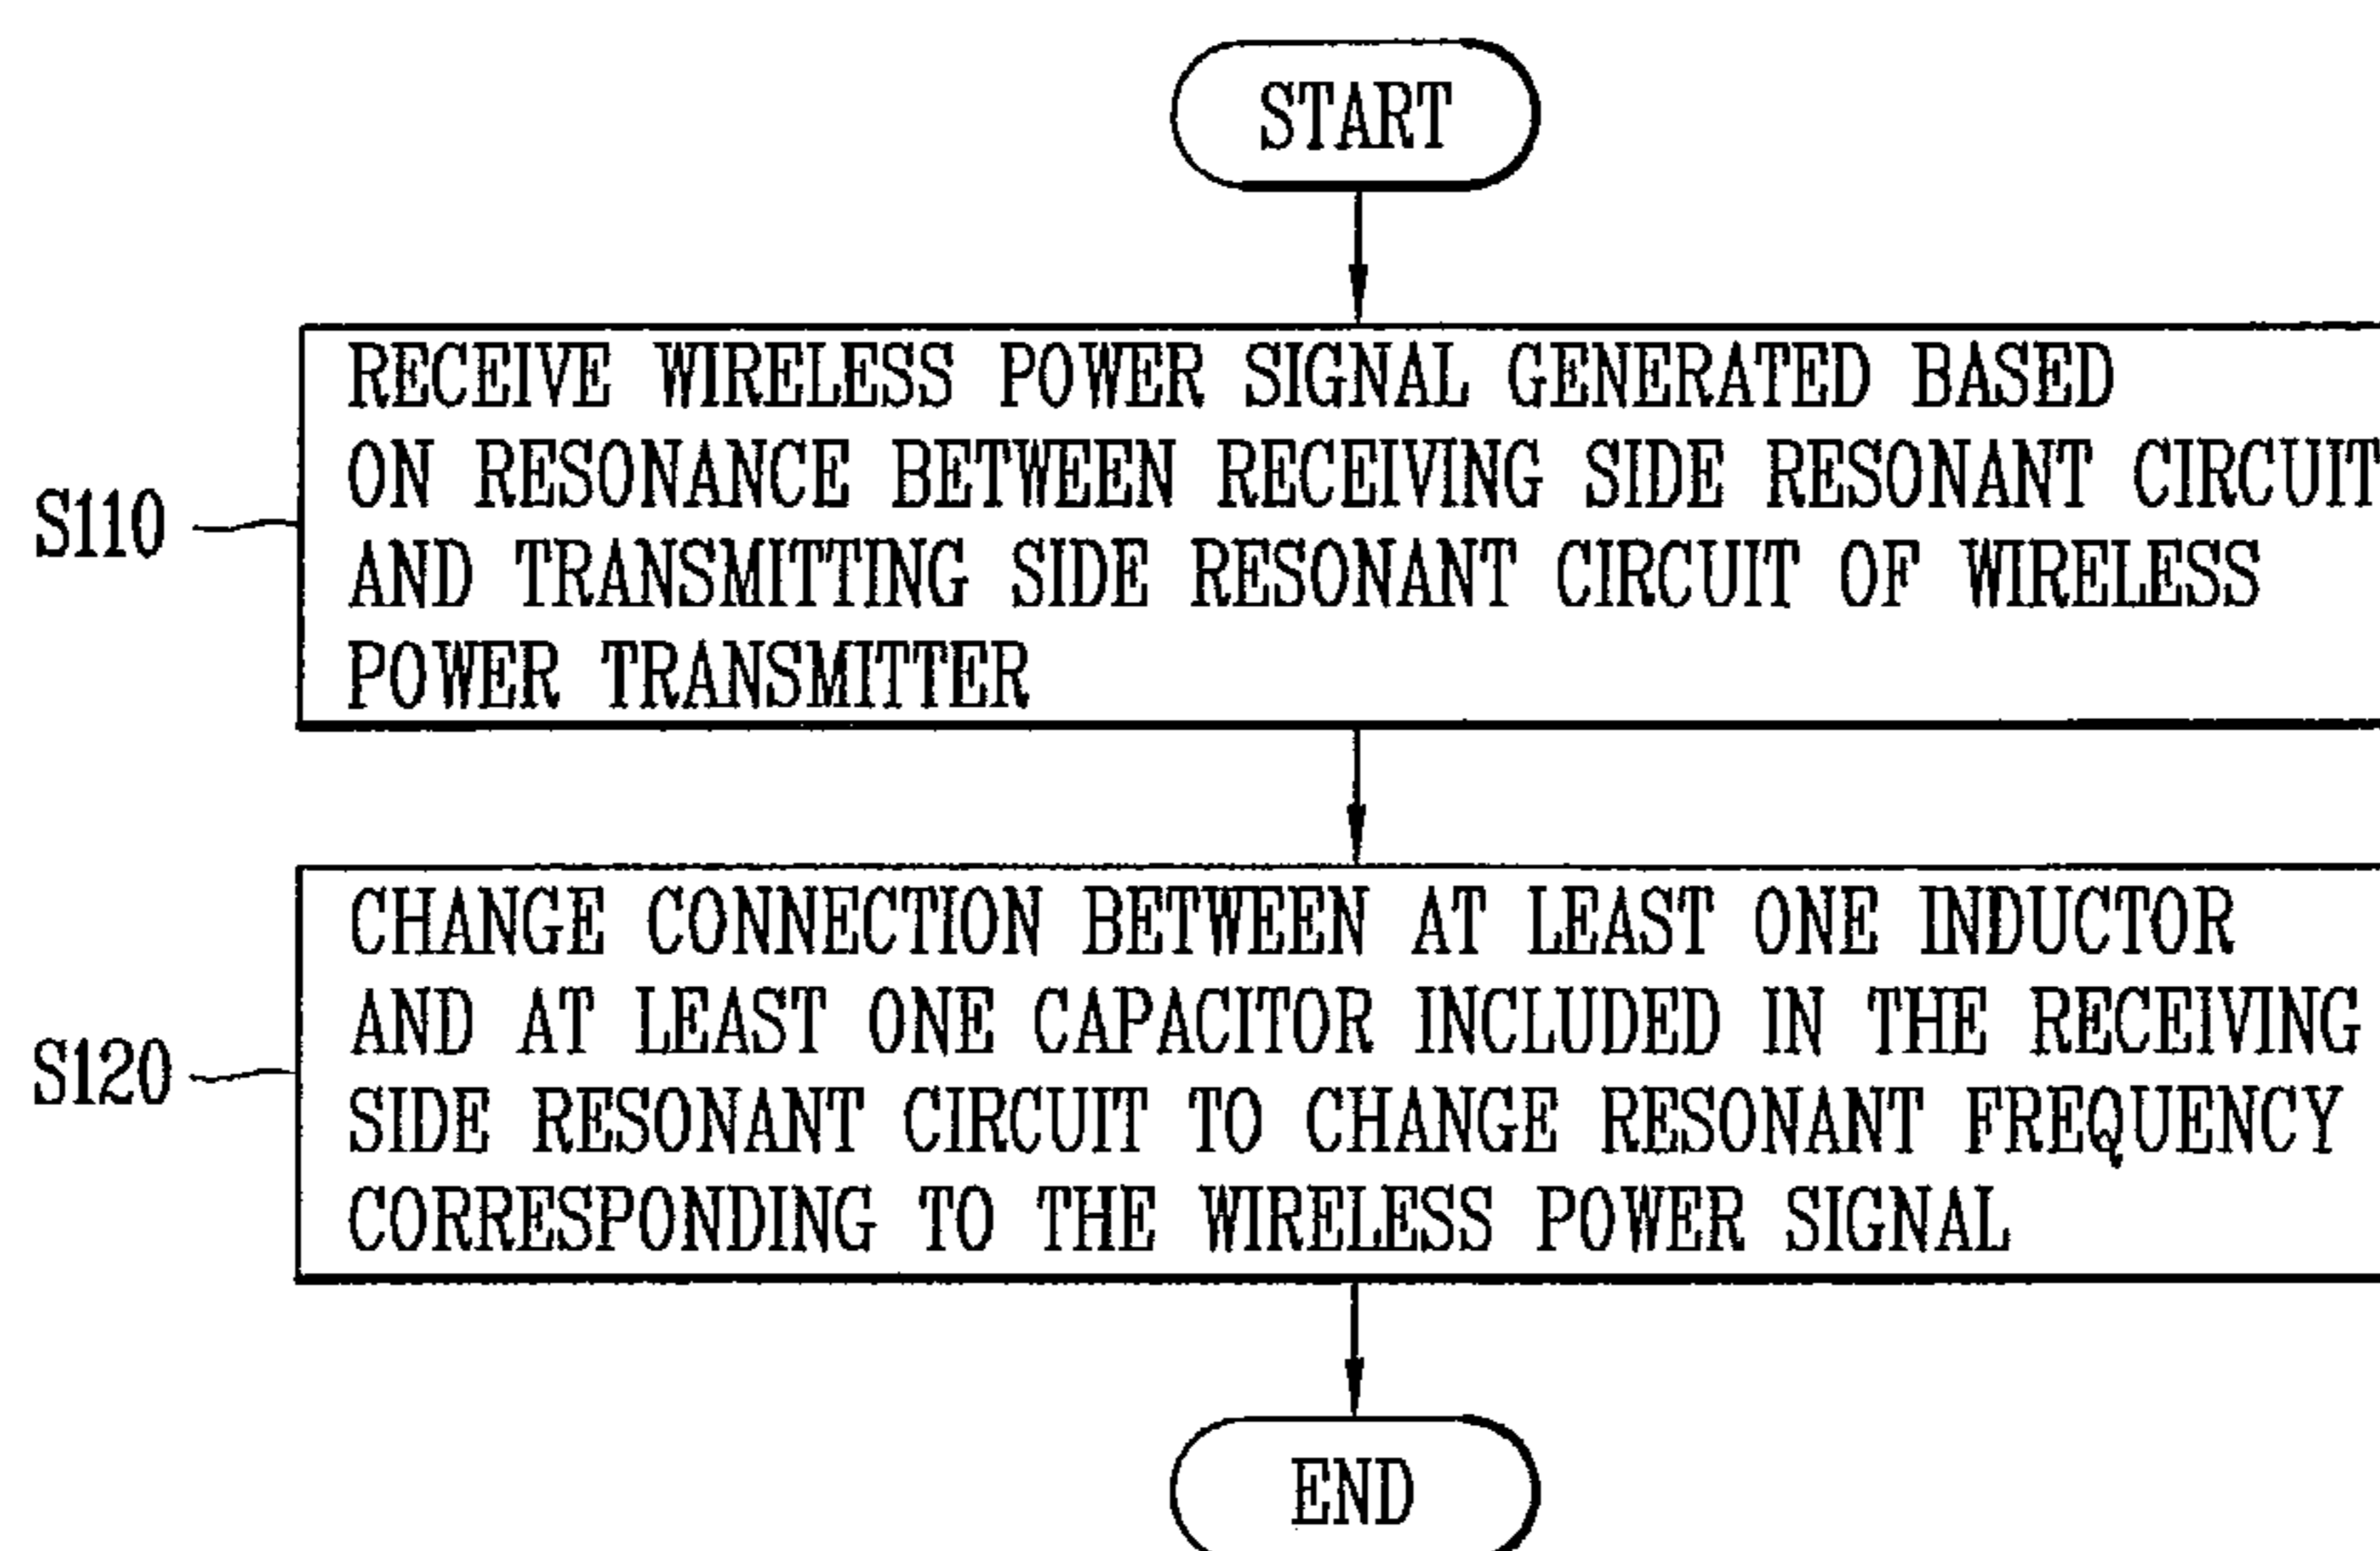 START
RECEIVE WIRELESS POWER SIGNAL GENERATED BASED
ON RESONANCE BETWEEN RECEIVING SIDE RESONANT CIRCUIT
S110
AND TRANSMITTING SIDE RESONANT CIRCUIT OF WIRELESS
POWER TRANSMITTER
CHANGE CONNECTION BETWEEN AT LEAST ONE INDUCTOR
AND AT LEAST ONE CAPACITOR INCLUDED IN THE RECEIVING
S120
SIDE RESONANT CIRCUIT TO CHANGE RESONANT FREQUENCY
CORRESPONDING TO THE WIRELESS POWER SIGNAL
END